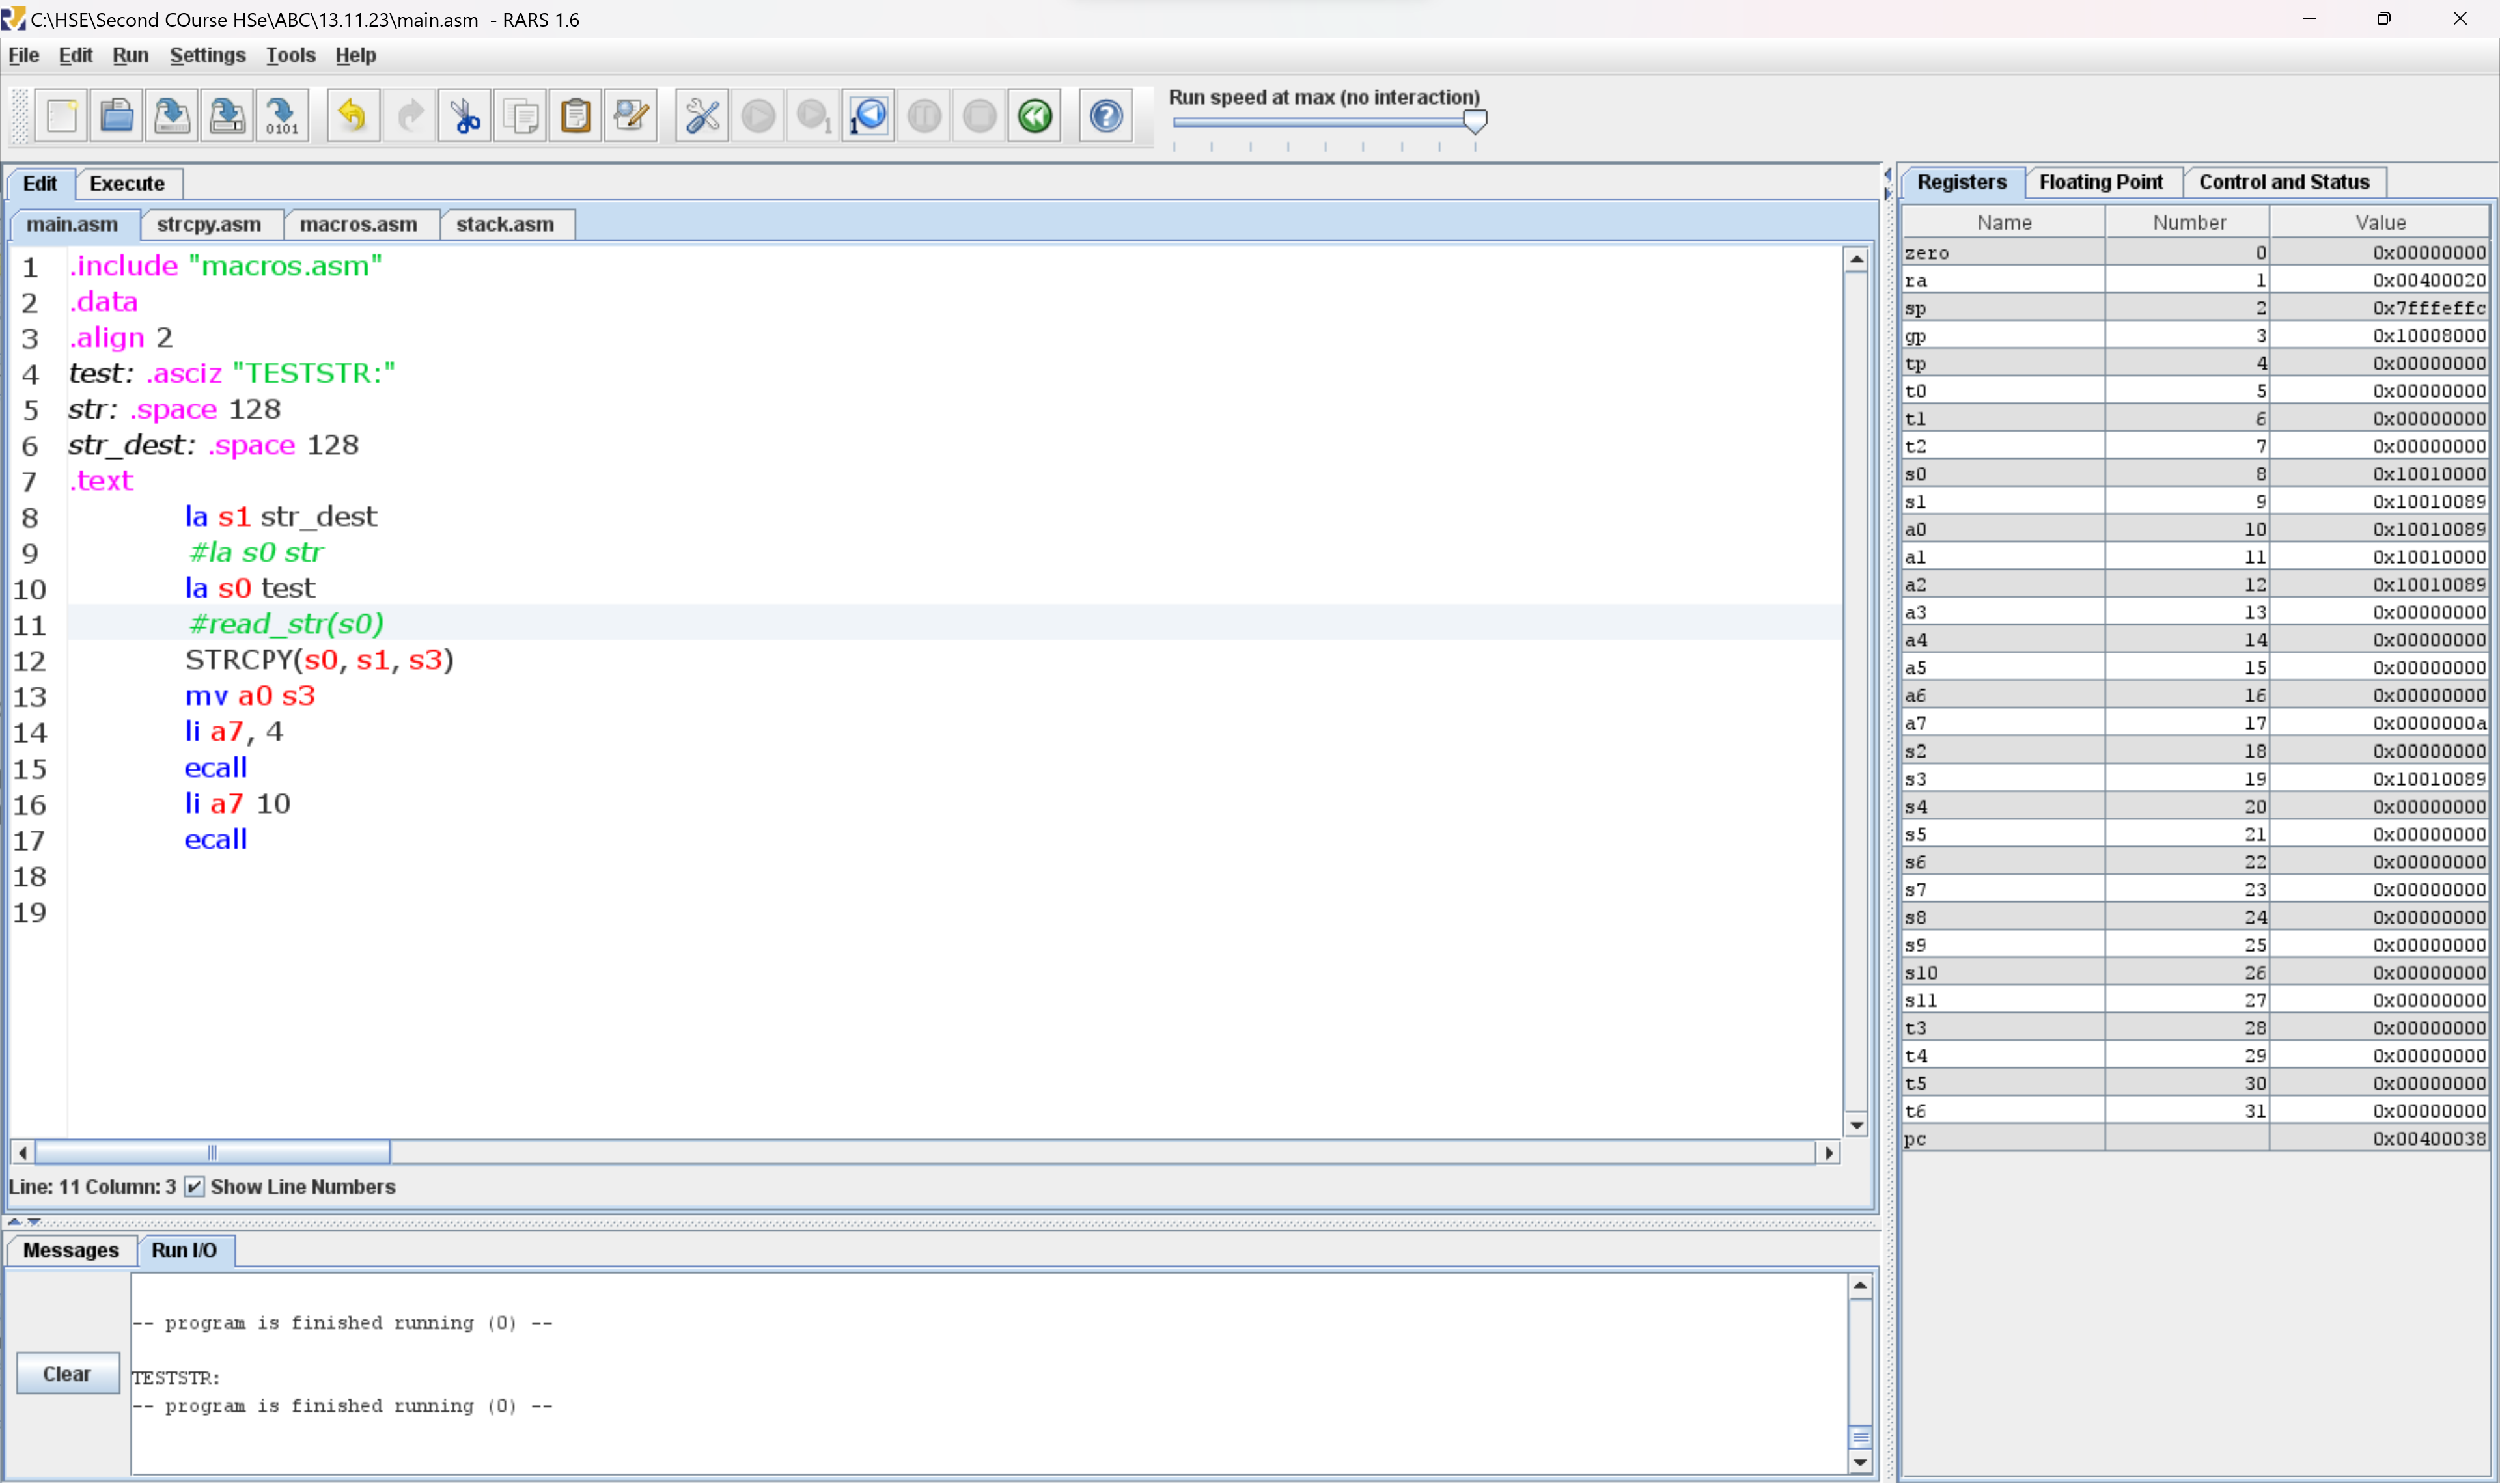 C:\HSE\Second COurse HSe\ABC\13.11.23\main.asm - RARS 1.6
File Edit Run Settings Tools Help
Run speed at max (no interaction)
0101
1
1
Edit Execute
main.asm strcpy.asm macros.asm stack.asm
1 .include "macros.asm"
2 .data
3 .align 2
4 test: .asciz "TESTSTR:"
5 str: .space 128
6 str_dest: .space 128
7 .text
8 la s1 str_dest
9 #la s0 str
10 la s0 test
11 #read_str(s0)
12 STRCPY(s0, s1, s3)
13 mv a0 s3
14 li a7, 4
15 ecall
16 li a7 10
17 ecall
18
19
Line: 11 Column: 3 Show Line Numbers
Messages Run I/O
Clear
-- program is finished running (0) --
TESTSTR:
-- program is finished running (0) --
Registers Floating Point Control and Status
Name Number Value
zero 0 0x00000000
ra 1 0x00400020
sp 2 0x7fffeffc
gp 3 0x10008000
tp 4 0x00000000
t0 5 0x00000000
t1 6 0x00000000
t2 7 0x00000000
s0 8 0x10010000
s1 9 0x10010089
a0 10 0x10010089
a1 11 0x10010000
a2 12 0x10010089
a3 13 0x00000000
a4 14 0x00000000
a5 15 0x00000000
a6 16 0x00000000
a7 17 0x0000000a
s2 18 0x00000000
s3 19 0x10010089
s4 20 0x00000000
s5 21 0x00000000
s6 22 0x00000000
s7 23 0x00000000
s8 24 0x00000000
s9 25 0x00000000
s10 26 0x00000000
s11 27 0x00000000
t3 28 0x00000000
t4 29 0x00000000
t5 30 0x00000000
t6 31 0x00000000
pc 0x00400038